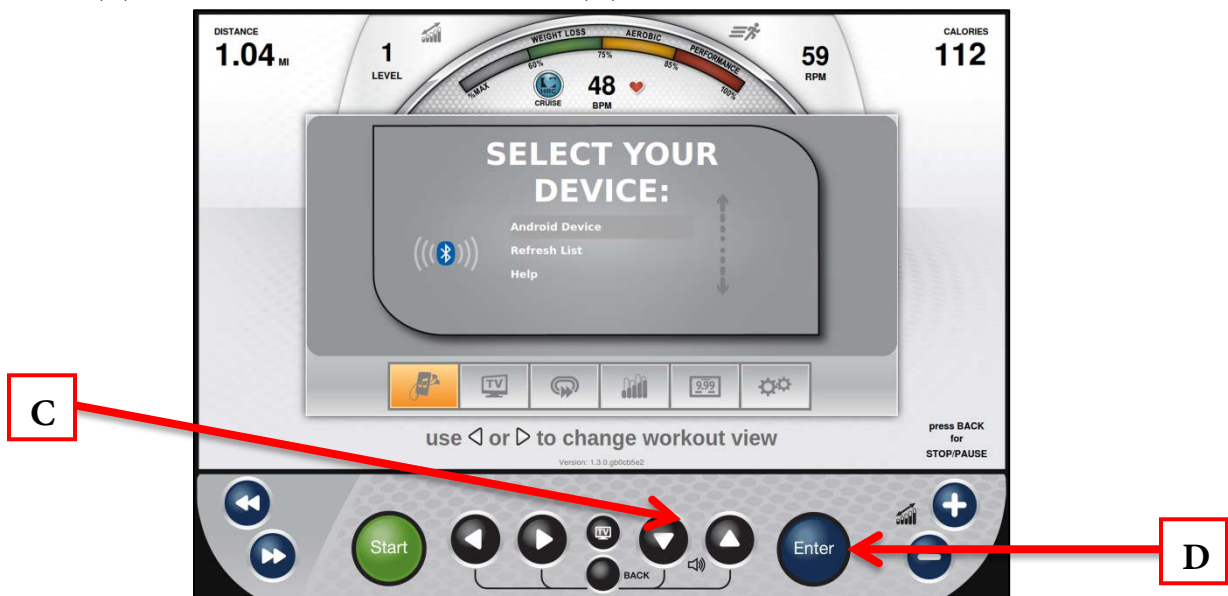 DISTANCE
1.04 MI
1
LEVEL
WEIGHT LOSS
AEROBIC
PERFORMANCE
%MAX
60%
75%
85%
100%
HRC
CRUISE
48
BPM
59
RPM
CALORIES
112
SELECT YOUR
DEVICE:
Android Device
Refresh List
Help
TV
9.99
use ◁ or ▷ to change workout view
Version: 1.3.0.gb0cb5e2
press BACK
for
STOP/PAUSE
C
Start
TV
BACK
Enter
D